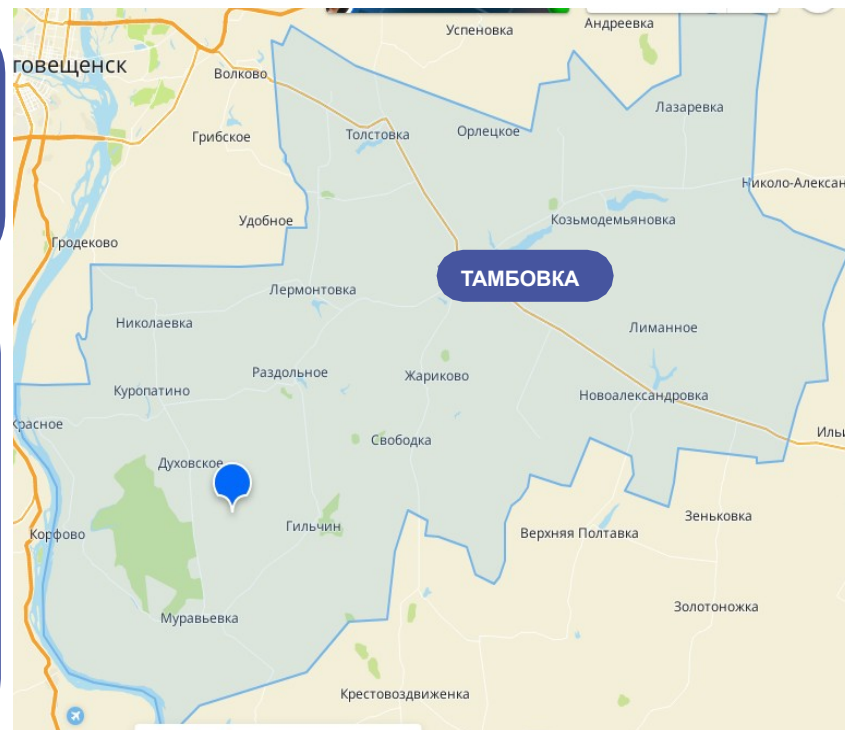 Успеновка
Андреевка
говещенск
Волково
Лазаревка
Толстовка
Орлецкое
Грибское
Николо-Алексан
Козьмодемьяновка
Удобное
Гродеково
ТАМБОВКА
Лермонтовка
Николаевка
Лиманное
Раздольное
Жариково
Куропатино
Новоалександровка
Красное
Свободка
Иль
Духовское
Зеньковка
Гильчин
Верхняя Полтавка
Корфово
Золотоножка
Муравьевка
Крестовоздвиженка